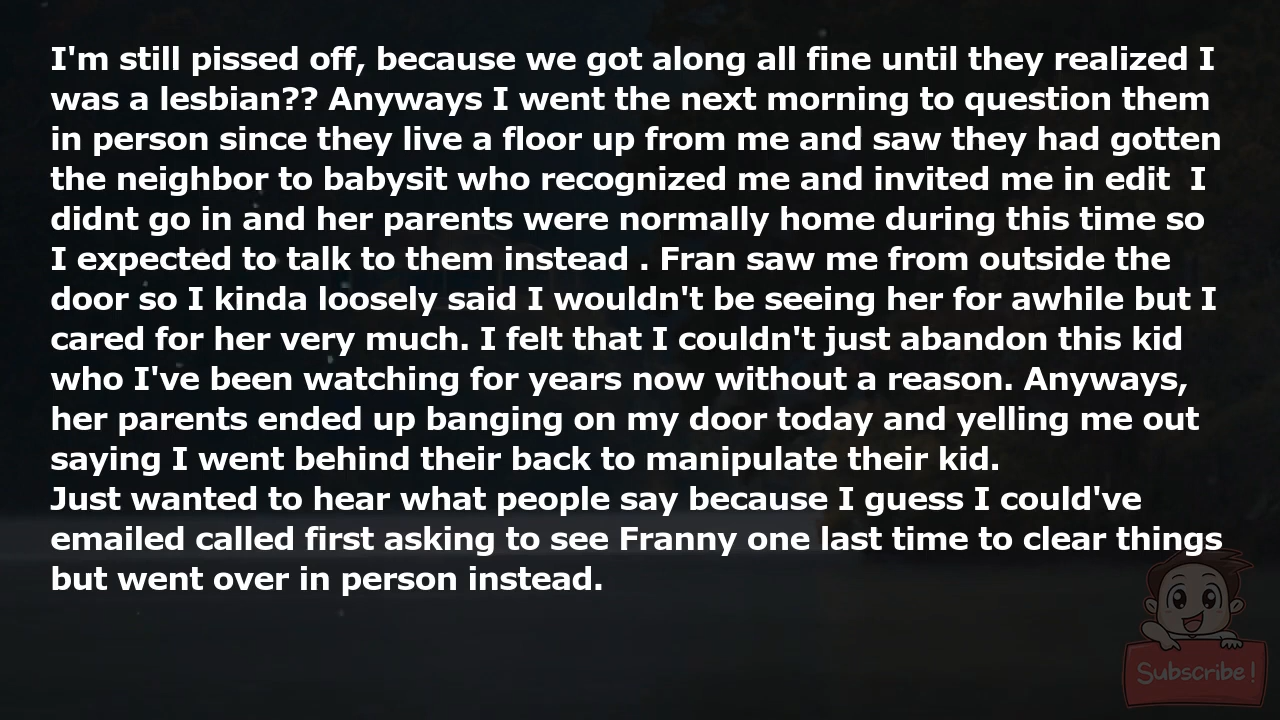 I'm still pissed off, because we got along all fine until they realized I
was a lesbian?? Anyways I went the next morning to question them
in person since they live a floor up from me and saw they had gotten
the neighbor to babysit who recognized me and invited me in edit  I
didnt go in and her parents were normally home during this time so
I expected to talk to them instead . Fran saw me from outside the
door so I kinda loosely said I wouldn't be seeing her for awhile but I
cared for her very much. I felt that I couldn't just abandon this kid
who I've been watching for years now without a reason. Anyways,
her parents ended up banging on my door today and yelling me out
saying I went behind their back to manipulate their kid.
Just wanted to hear what people say because I guess I could've
emailed called first asking to see Franny one last time to clear things
but went over in person instead.
Subscribe!